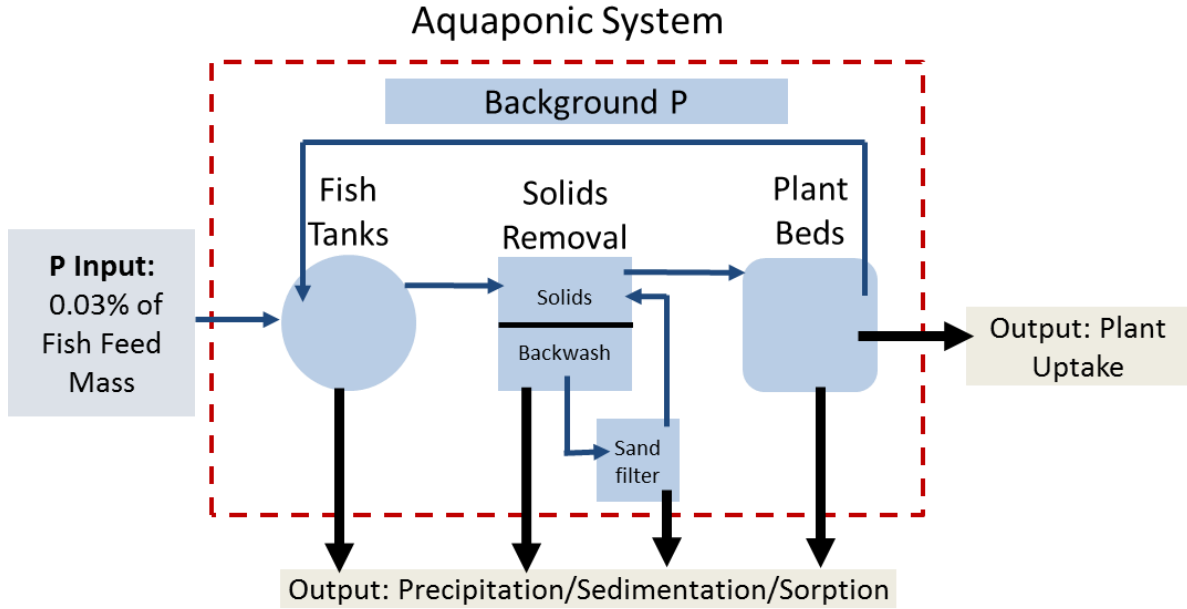 Aquaponic System
Background P
Fish
Tanks
Solids
Removal
Plant
Beds
P Input:
0.03% of
Fish Feed
Mass
Solids
Backwash
Sand
filter
Output: Plant
Uptake
Output: Precipitation/Sedimentation/Sorption